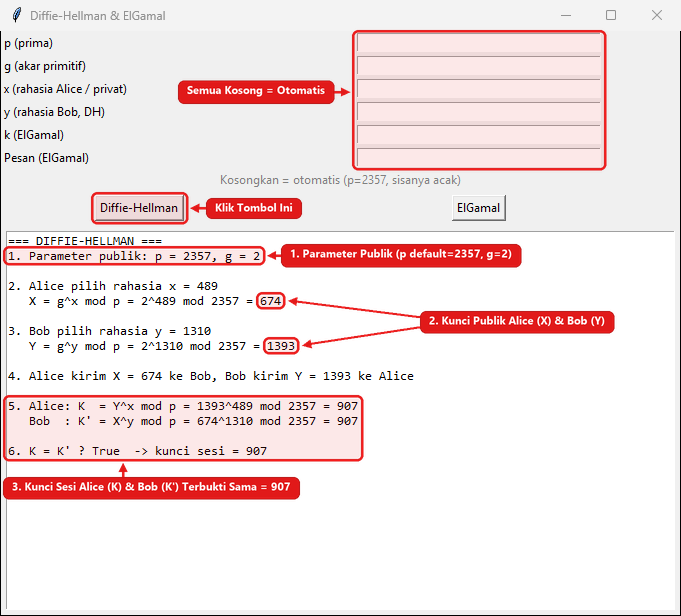 Diffie-Hellman & ElGamal
p (prima)
g (akar primitif)
x (rahasia Alice / privat)
Semua Kosong = Otomatis
y (rahasia Bob, DH)
k (ElGamal)
Pesan (ElGamal)
Kosongkan = otomatis (p=2357, sisanya acak)
Diffie-Hellman
Klik Tombol Ini
ElGamal
=== DIFFIE-HELLMAN ===
1. Parameter publik: p = 2357, g = 2
1. Parameter Publik (p default=2357, g=2)
2. Alice pilih rahasia x = 489
X = g^x mod p = 2^489 mod 2357 = 674
2. Kunci Publik Alice (X) & Bob (Y)
3. Bob pilih rahasia y = 1310
Y = g^y mod p = 2^1310 mod 2357 = 1393
4. Alice kirim X = 674 ke Bob, Bob kirim Y = 1393 ke Alice
5. Alice: K  = Y^x mod p = 1393^489 mod 2357 = 907
Bob  : K' = X^y mod p = 674^1310 mod 2357 = 907
6. K = K' ? True  -> kunci sesi = 907
3. Kunci Sesi Alice (K) & Bob (K') Terbukti Sama = 907